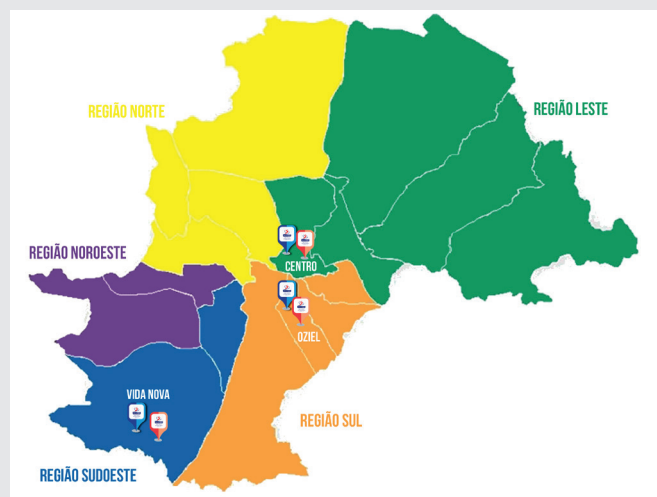 REGIÃO NORTE
REGIÃO LESTE
REGIÃO NOROESTE
CENTRO
OZIEL
VIDA NOVA
REGIÃO SUL
REGIÃO SUDOESTE